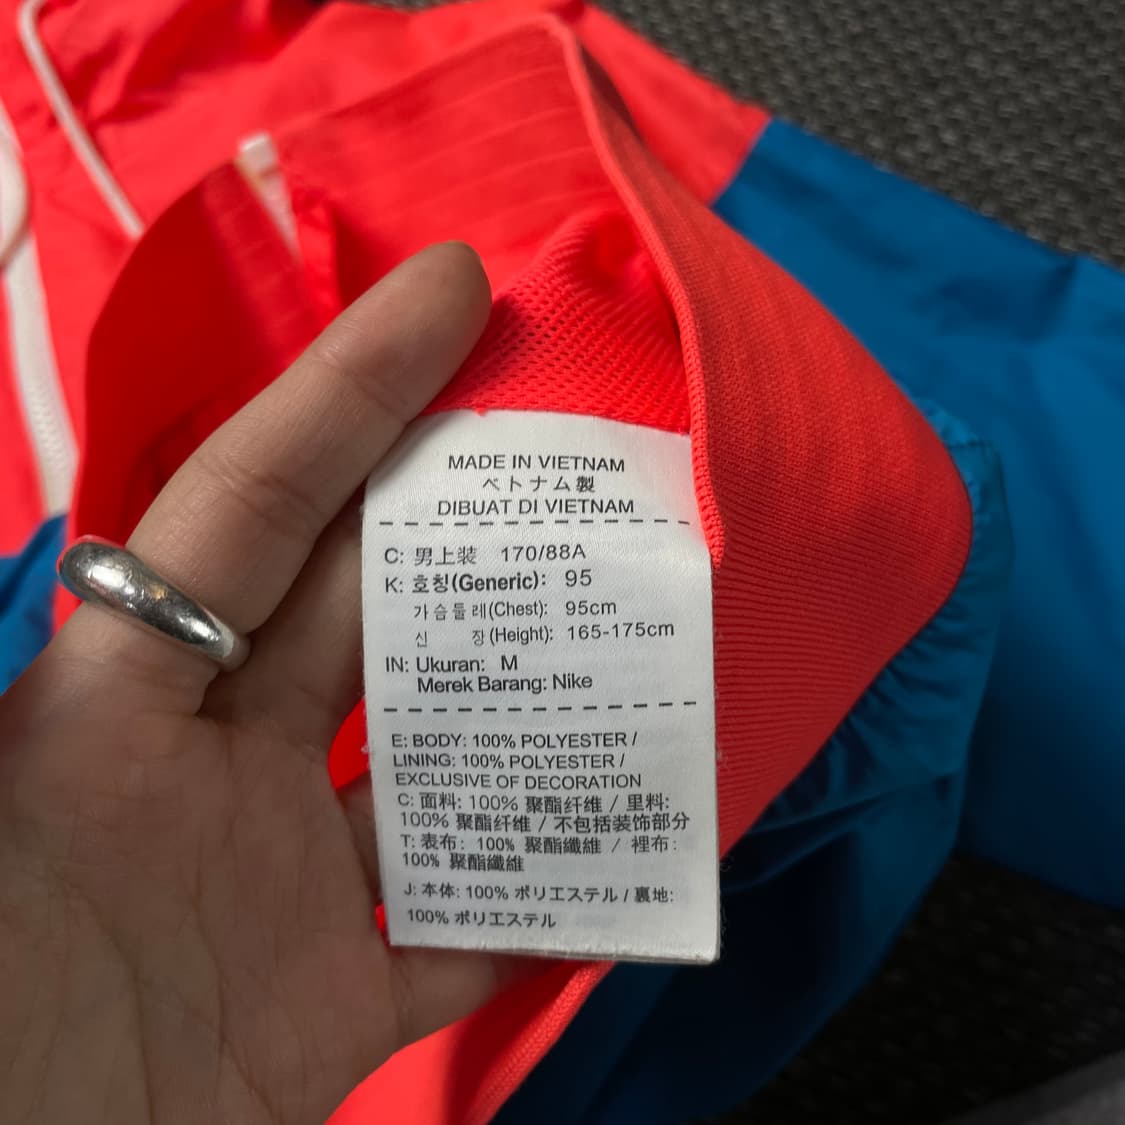 MADE IN VIETNAM
ベトナム製
DIBUAT DI VIETNAM
C: 男上装 170/88A
K: 호칭(Generic): 95
가슴둘레(Chest): 95cm
신 장(Height): 165-175cm
IN: Ukuran: M
Merek Barang: Nike
E: BODY: 100% POLYESTER /
LINING: 100% POLYESTER /
EXCLUSIVE OF DECORATION
C: 面料: 100% 聚酯纤维 / 里料:
100% 聚酯纤维 / 不包括装饰部分
T: 表布: 100% 聚酯纖維 / 裡布:
100% 聚酯纖維
J: 本体: 100% ポリエステル / 裏地:
100% ポリエステル